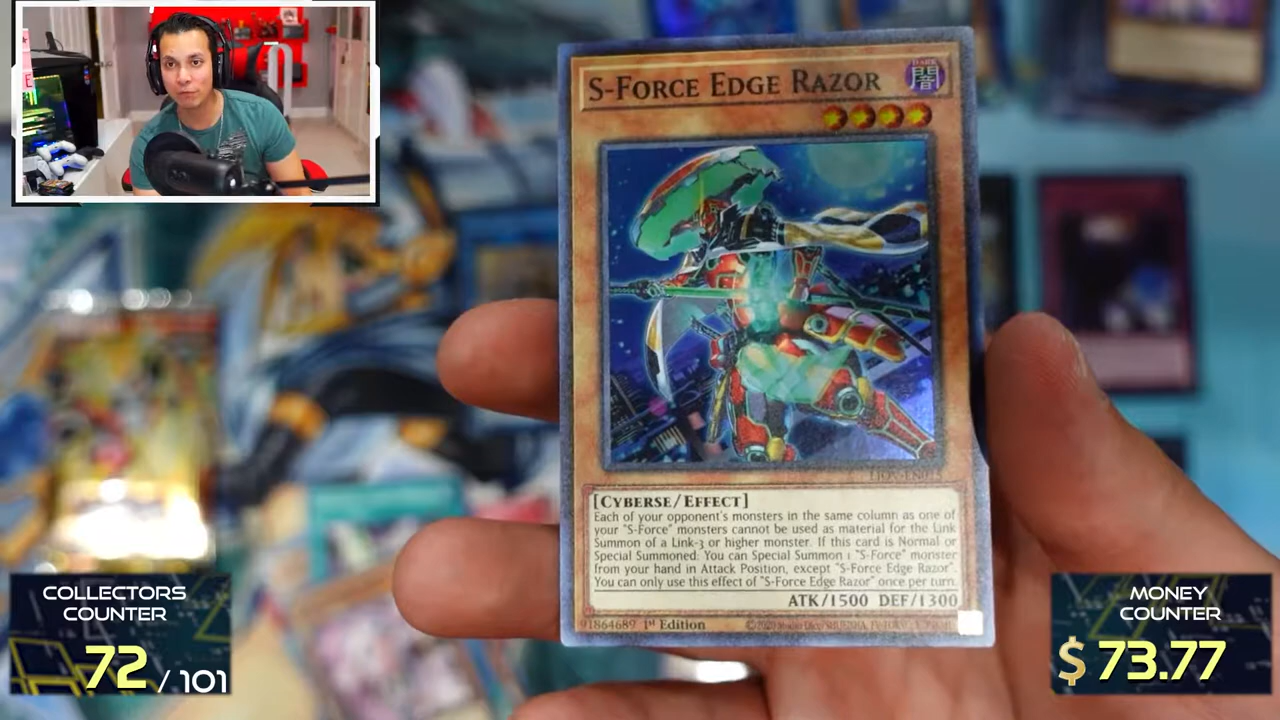 S-FORCE EDGE RAZOR
DARK
闇
[CYBERSE/EFFECT]
Each of your opponent's monsters in the same column as one of
your "S-Force" monsters cannot be used as material for the Link
Summon of a Link-3 or higher monster. If this card is Normal or
Special Summoned: You can Special Summon 1 "S-Force" monster
from your hand in Attack Position, except "S-Force Edge Razor".
You can only use this effect of "S-Force Edge Razor" once per turn.
ATK/1500 DEF/1300
91864689 1st Edition
COLLECTORS
COUNTER
72 / 101
MONEY
COUNTER
$ 73.77